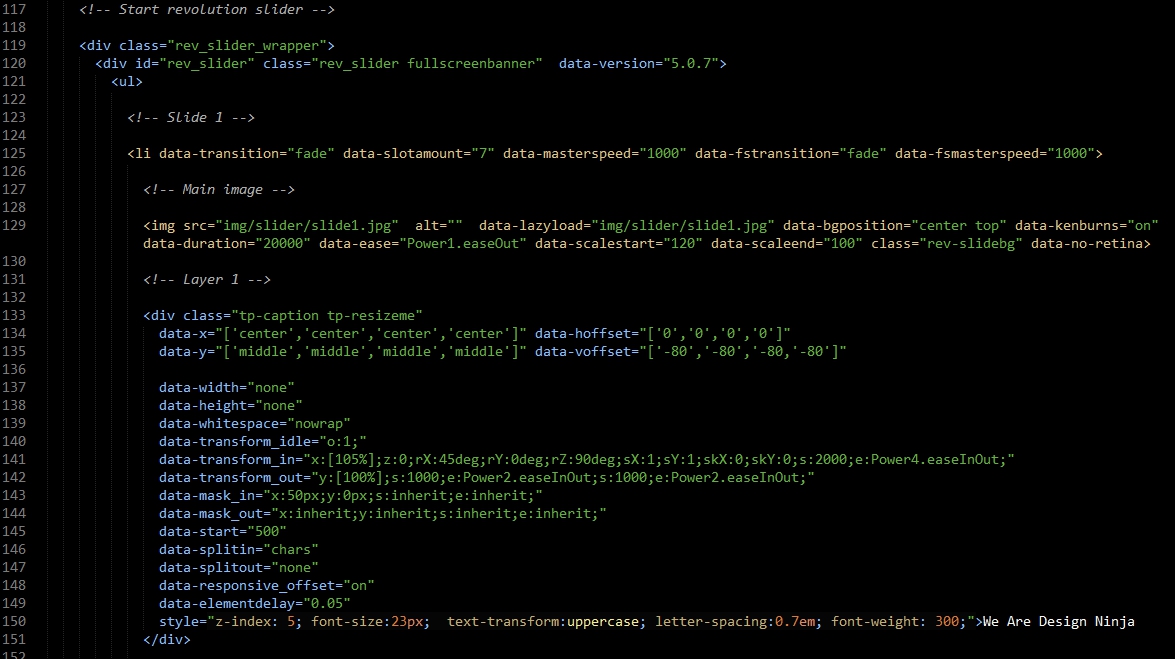 117 <!-- Start revolution slider -->
118
119 <div class="rev_slider_wrapper">
120 <div id="rev_slider" class="rev_slider fullscreenbanner"  data-version="5.0.7">
121 <ul>
122
123 <!-- Slide 1 -->
124
125 <li data-transition="fade" data-slotamount="7" data-masterspeed="1000" data-fstransition="fade" data-fsmasterspeed="1000">
126
127 <!-- Main image -->
128
129 <img src="img/slider/slide1.jpg"  alt=""  data-lazyload="img/slider/slide1.jpg" data-bgposition="center top" data-kenburns="on"
data-duration="20000" data-ease="Power1.easeOut" data-scalestart="120" data-scaleend="100" class="rev-slidebg" data-no-retina>
130
131 <!-- Layer 1 -->
132
133 <div class="tp-caption tp-resizeme"
134 data-x="['center','center','center','center']" data-hoffset="['0','0','0','0']"
135 data-y="['middle','middle','middle','middle']" data-voffset="['-80','-80','-80,'-80']"
136
137 data-width="none"
138 data-height="none"
139 data-whitespace="nowrap"
140 data-transform_idle="o:1;"
141 data-transform_in="x:[105%];z:0;rX:45deg;rY:0deg;rZ:90deg;sX:1;sY:1;skX:0;skY:0;s:2000;e:Power4.easeInOut;"
142 data-transform_out="y:[100%];s:1000;e:Power2.easeInOut;s:1000;e:Power2.easeInOut;"
143 data-mask_in="x:50px;y:0px;s:inherit;e:inherit;"
144 data-mask_out="x:inherit;y:inherit;s:inherit;e:inherit;"
145 data-start="500"
146 data-splitin="chars"
147 data-splitout="none"
148 data-responsive_offset="on"
149 data-elementdelay="0.05"
150 style="z-index: 5; font-size:23px;  text-transform:uppercase; letter-spacing:0.7em; font-weight: 300;">We Are Design Ninja
151 </div>
152